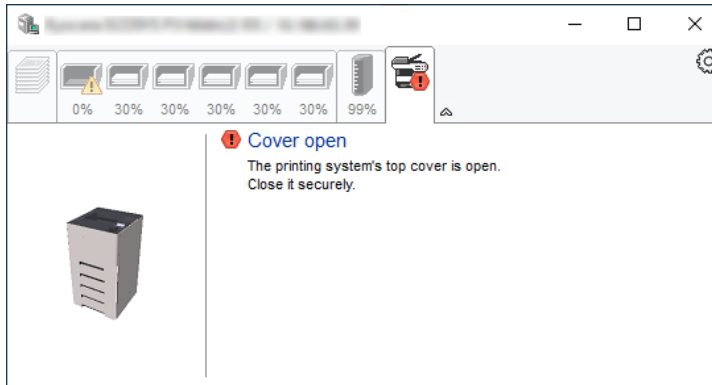 0% 30% 30% 30% 30% 30% 99%
Cover open
The printing system's top cover is open.
Close it securely.